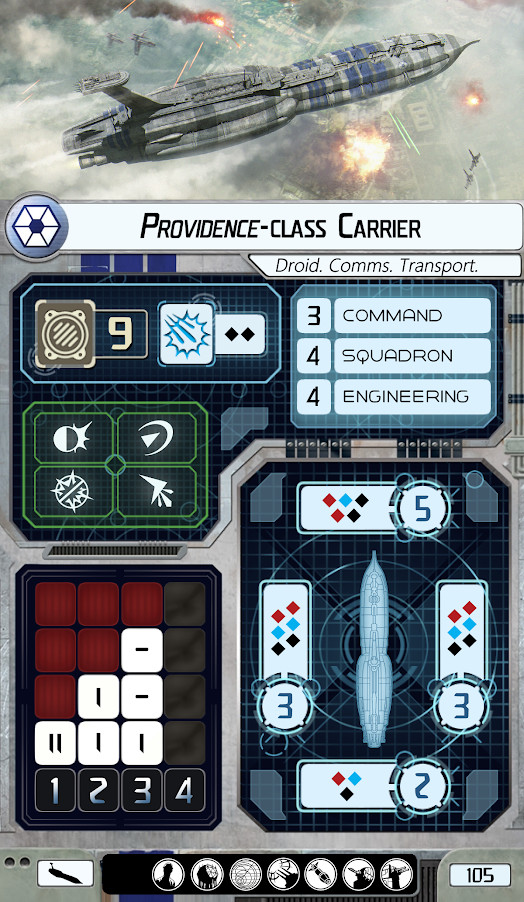 PROVIDENCE-CLASS CARRIER
Droid. Comms. Transport.
9
3 COMMAND
4 SQUADRON
4 ENGINEERING
5
3 3
2
-
I -
II I I
1 2 3 4
105